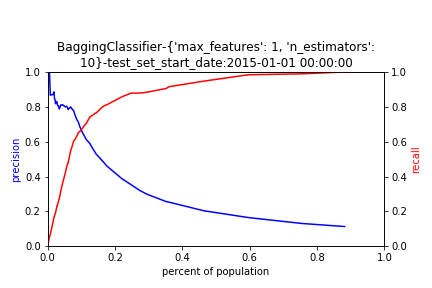 BaggingClassifier-{'max_features': 1, 'n_estimators':
10}-test_set_start_date:2015-01-01 00:00:00
1.0
0.8
0.6
0.4
0.2
0.0
precision
1.0
0.8
0.6
0.4
0.2
0.0
recall
0.0 0.2 0.4 0.6 0.8 1.0
percent of population